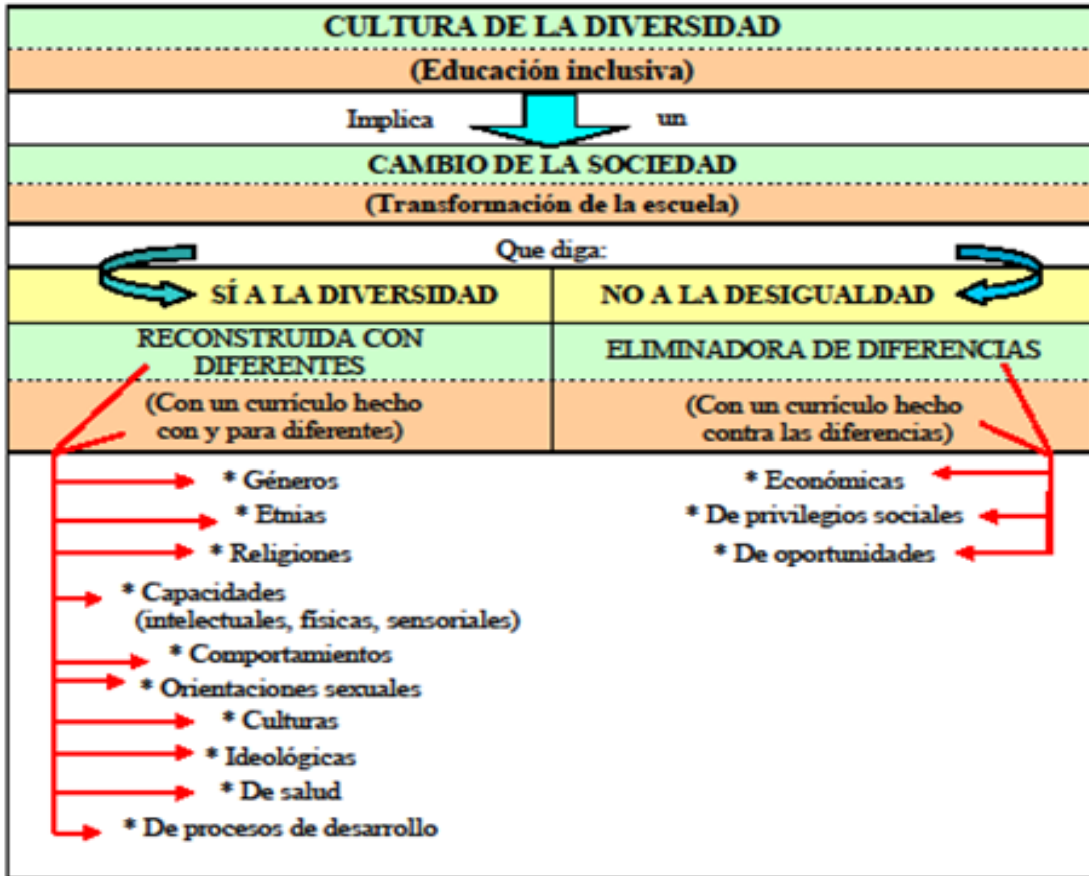 CULTURA DE LA DIVERSIDAD
(Educación inclusiva)
Implica un
CAMBIO DE LA SOCIEDAD
(Transformación de la escuela)
Que diga:
SÍ A LA DIVERSIDAD
RECONSTRUIDA CON
DIFERENTES
(Con un currículo hecho
con y para diferentes)
* Géneros
* Etnias
* Religiones
* Capacidades
(intelectuales, físicas, sensoriales)
* Comportamientos
* Orientaciones sexuales
* Culturas
* Ideológicas
* De salud
* De procesos de desarrollo
NO A LA DESIGUALDAD
ELIMINADORA DE DIFERENCIAS
(Con un currículo hecho
contra las diferencias)
* Económicas
* De privilegios sociales
* De oportunidades